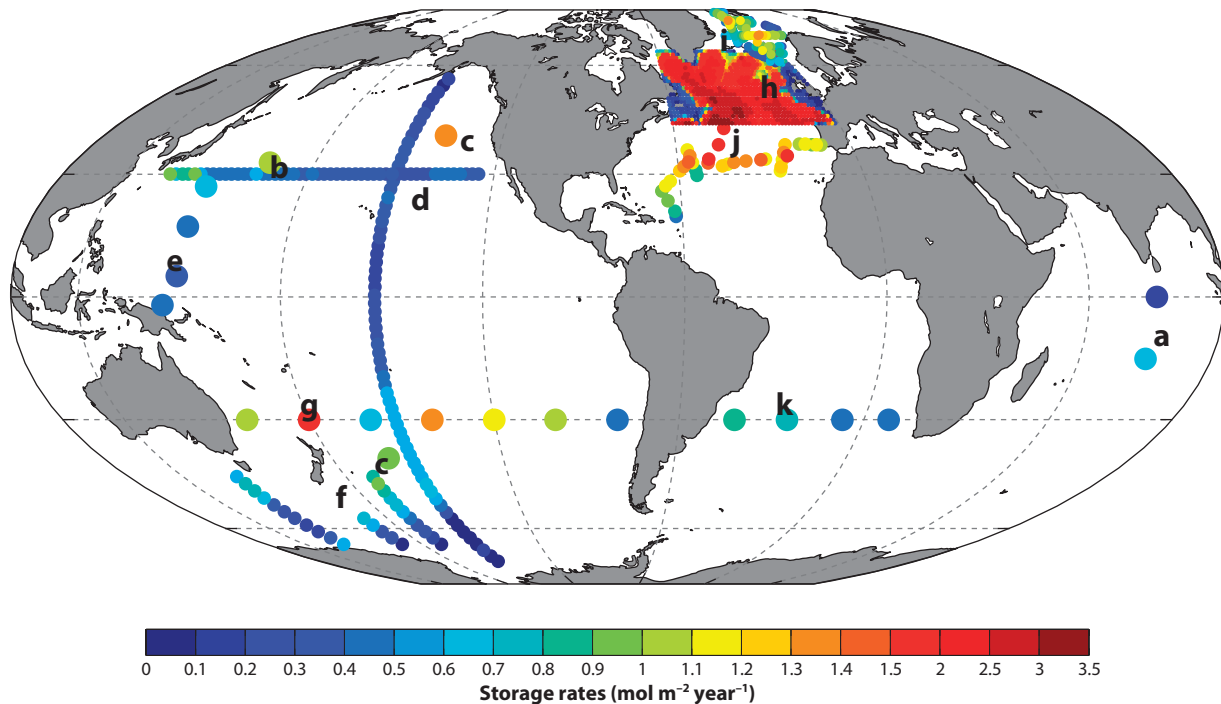 i
h
j
c
b
d
e
a
g
k
c
f
0 0.1 0.2 0.3 0.4 0.5 0.6 0.7 0.8 0.9 1 1.1 1.2 1.3 1.4 1.5 2 2.5 3 3.5
Storage rates (mol m⁻² year⁻¹)